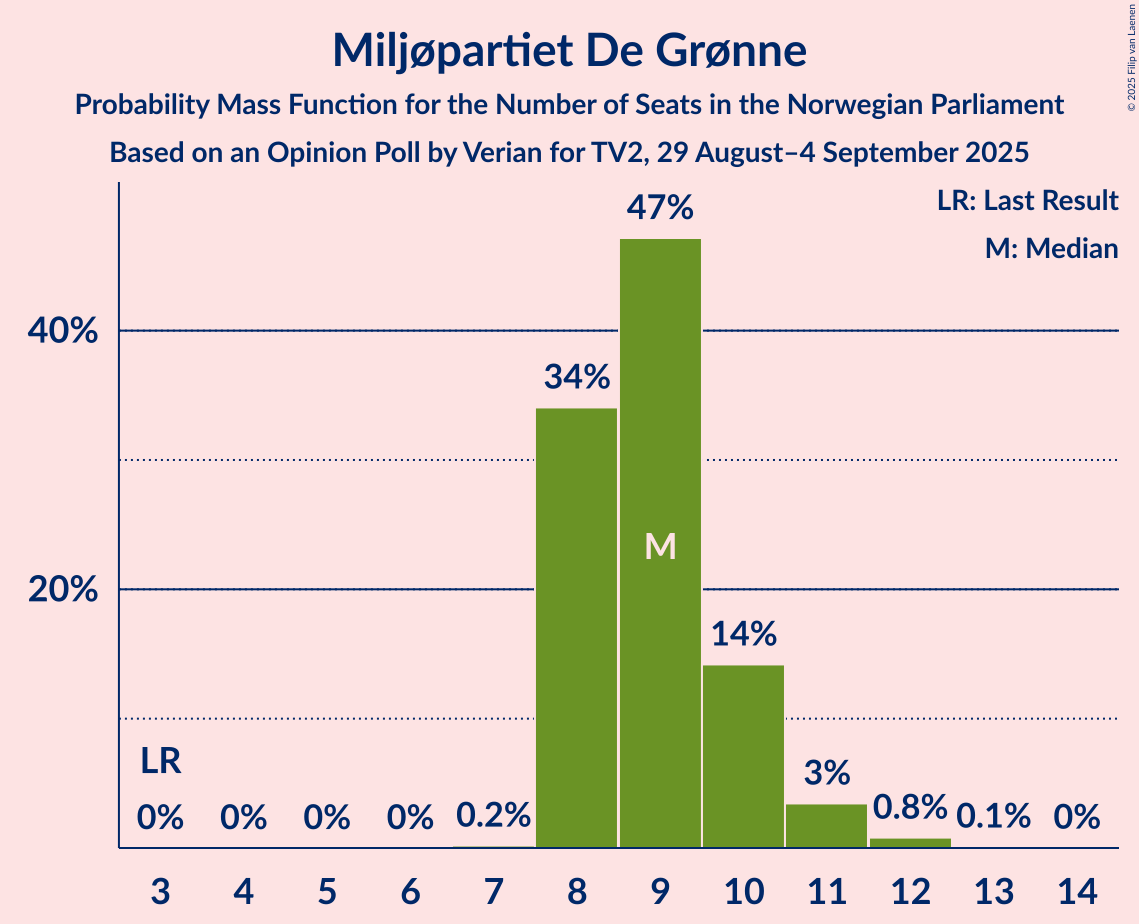 Miljøpartiet De Grønne
Probability Mass Function for the Number of Seats in the Norwegian Parliament
Based on an Opinion Poll by Verian for TV2, 29 August–4 September 2025
© 2025 Filip van Laenen
LR: Last Result
M: Median
47%
40%
34%
M
20%
14%
LR
3%
0% 0% 0% 0% 0.2% 0.8% 0.1% 0%
3 4 5 6 7 8 9 10 11 12 13 14